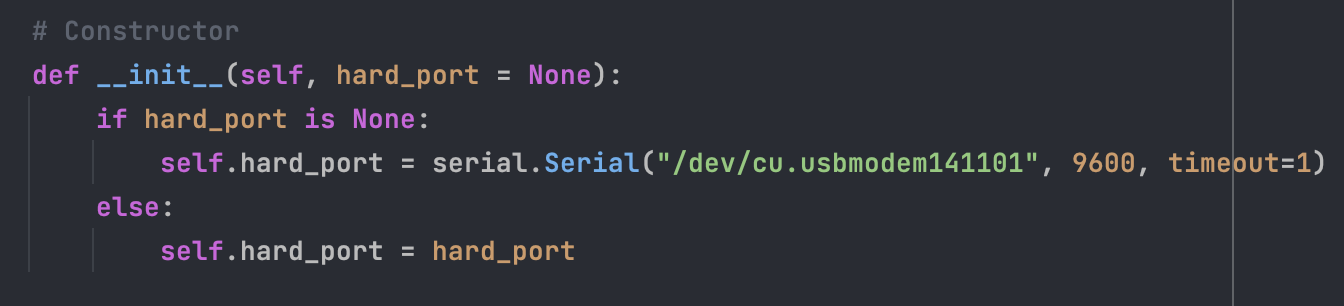 # Constructor
def __init__(self, hard_port = None):
    if hard_port is None:
        self.hard_port = serial.Serial("/dev/cu.usbmodem141101", 9600, timeout=1)
    else:
        self.hard_port = hard_port